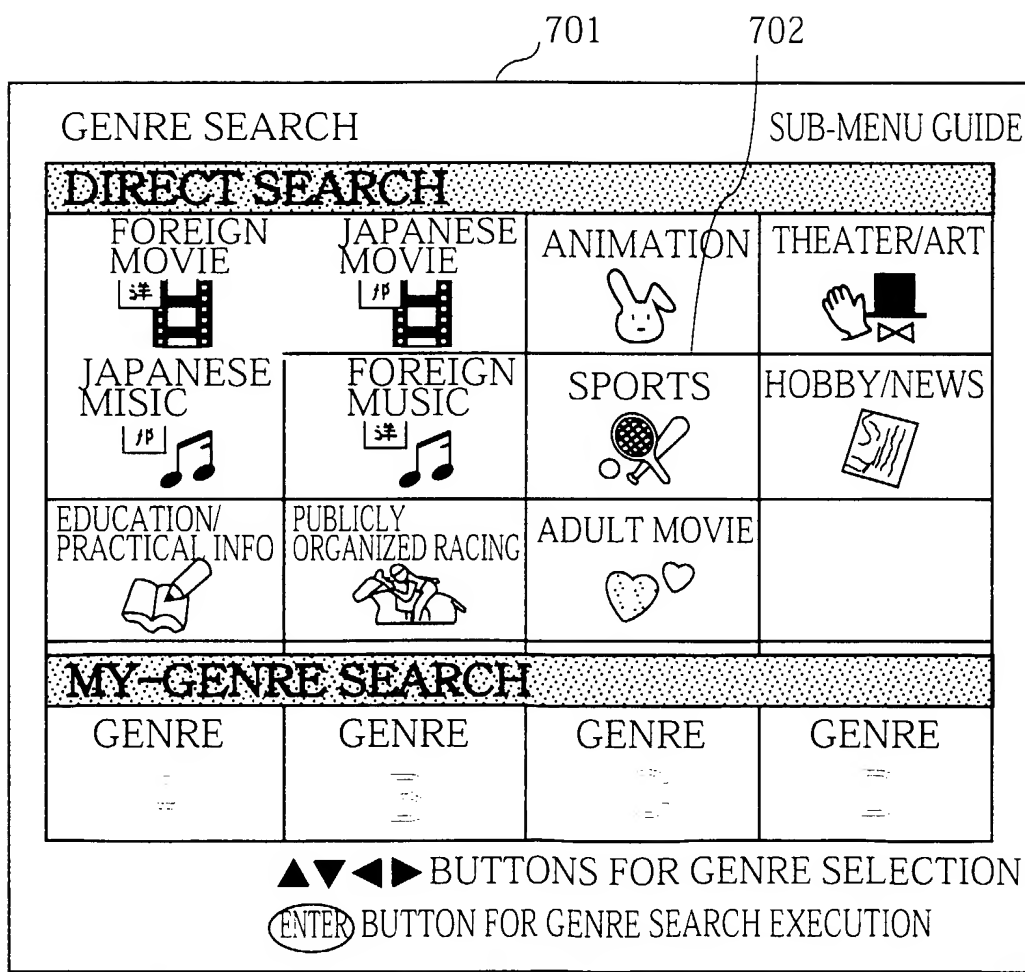 701 702
GENRE SEARCH SUB-MENU GUIDE
DIRECT SEARCH
FOREIGN MOVIE
洋
JAPANESE MOVIE
邦
ANIMATION
THEATER/ART
JAPANESE MISIC
邦
FOREIGN MUSIC
洋
SPORTS
HOBBY/NEWS
EDUCATION/
PRACTICAL INFO
PUBLICLY
ORGANIZED RACING
ADULT MOVIE
MY-GENRE SEARCH
GENRE GENRE GENRE GENRE
▲▼◀▶ BUTTONS FOR GENRE SELECTION
ENTER BUTTON FOR GENRE SEARCH EXECUTION